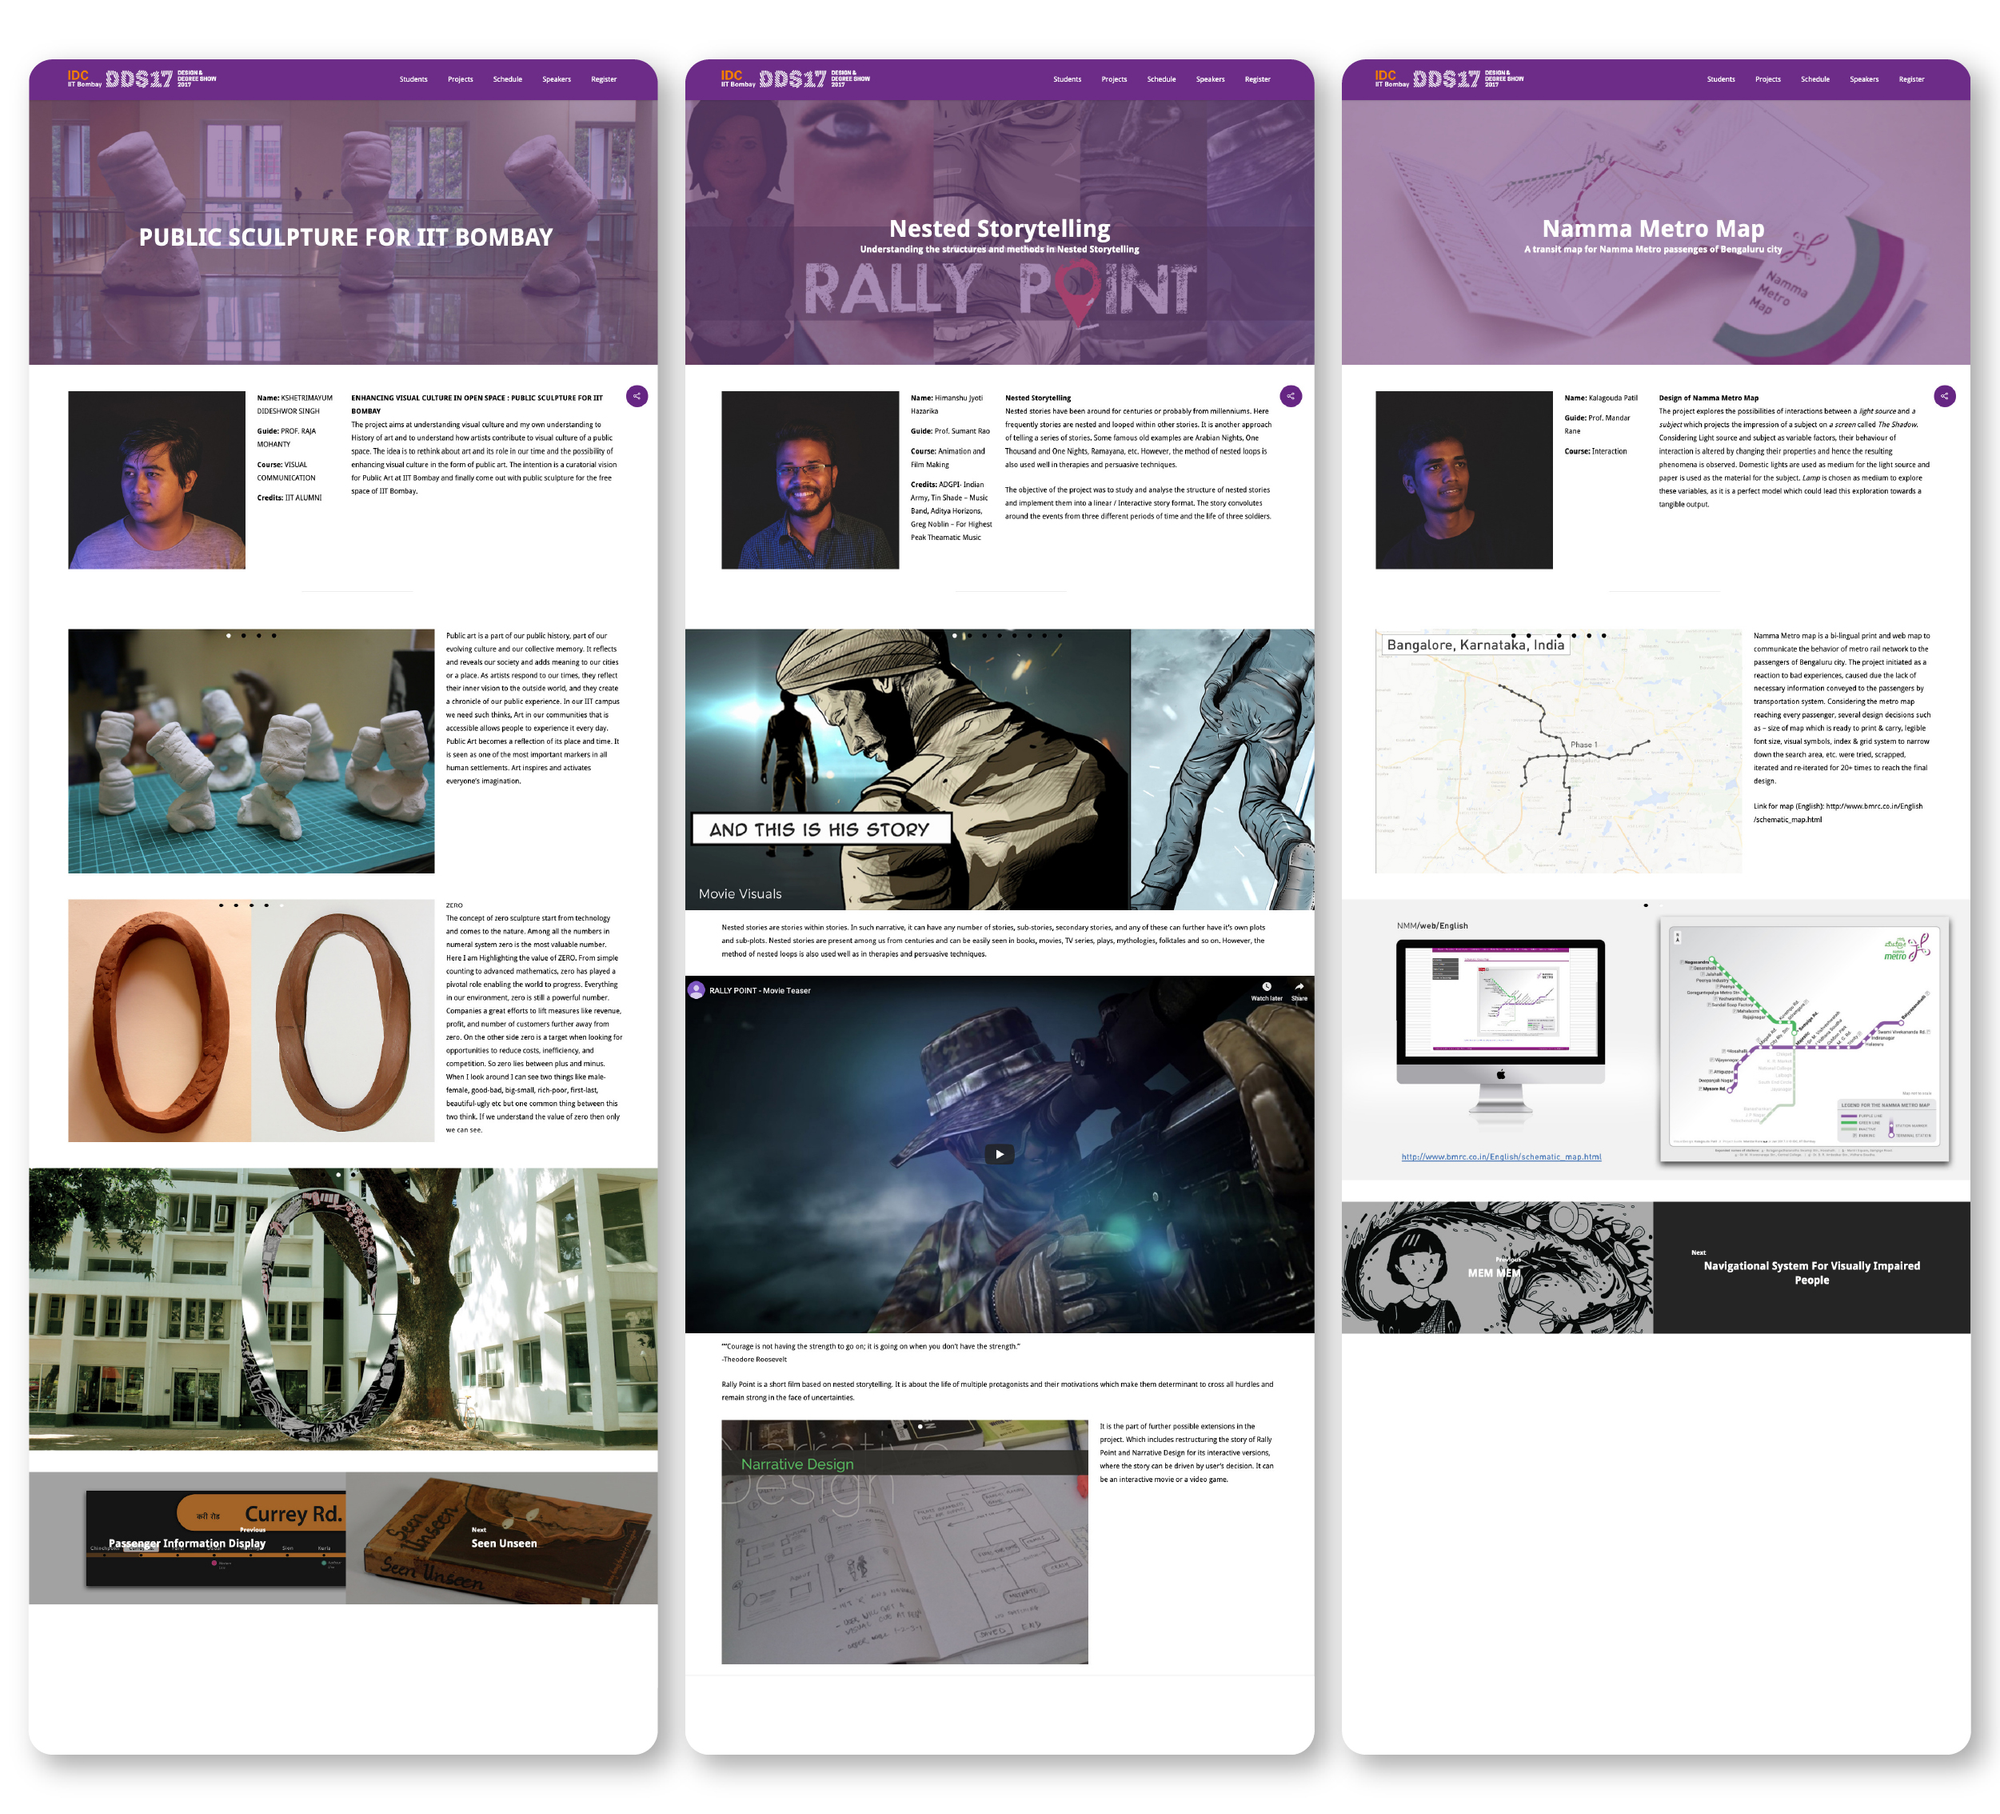 IDC
IIT Bombay
DDS17
DESIGN &
DEGREE SHOW
2017
Students
Projects
Schedule
Speakers
Register
PUBLIC SCULPTURE FOR IIT BOMBAY
Name: KSHETRIMAYUM
DIDESHWOR SINGH
Guide: PROF. RAJA
MOHANTY
Course: VISUAL
COMMUNICATION
Credits: IIT ALUMNI
ENHANCING VISUAL CULTURE IN OPEN SPACE : PUBLIC SCULPTURE FOR IIT
BOMBAY
The project aims at understanding visual culture and my own understanding to
History of art and to understand how artists contribute to visual culture of a public
space. The idea is to rethink about art and its role in our time and the possibility of
enhancing visual culture in the form of public art. The intention is a curatorial vision
for Public Art at IIT Bombay and finally come out with public sculpture for the free
space of IIT Bombay.
Public art is a part of our public history, part of our
evolving culture and our collective memory. It reflects
and reveals our society and adds meaning to our cities
or a place. As artists respond to our times, they reflect
their inner vision to the outside world, and they create
a chronicle of our public experience. In our IIT campus
we need such thinks, Art in our communities that is
accessible allows people to experience it every day.
Public Art becomes a reflection of its place and time. It
is seen as one of the most important markers in all
human settlements. Art inspires and activates
everyone's imagination.
ZERO
The concept of zero sculpture start from technology
and comes to the nature. Among all the numbers in
numeral system zero is the most valuable number.
Here I am Highlighting the value of ZERO. From simple
counting to advanced mathematics, zero has played a
pivotal role enabling the world to progress. Everything
in our environment, zero is still a powerful number.
Companies a great efforts to lift measures like revenue,
profit, and number of customers further away from
zero. On the other side zero is a target when looking for
opportunities to reduce costs, inefficiency, and
competition. So zero lies between plus and minus.
When I look around I can see two things like male-
female, good-bad, big-small, rich-poor, first-last,
beautiful-ugly etc but one common thing between this
two think. If we understand the value of zero then only
we can see.
करी रोड
Currey Rd.
Previous
Passenger Information Display
Sion
Kurla
Seen
Unseen
Next
Seen Unseen
Seen Unseen
IDC
IIT Bombay
DDS17
DESIGN &
DEGREE SHOW
2017
Students
Projects
Schedule
Speakers
Register
Nested Storytelling
Understanding the structures and methods in Nested Storytelling
RALLY POINT
Name: Himanshu Jyoti
Hazarika
Guide: Prof. Sumant Rao
Course: Animation and
Film Making
Credits: ADGPI- Indian
Army, Tin Shade – Music
Band, Aditya Horizons,
Greg Noblin – For Highest
Peak Theamatic Music
Nested Storytelling
Nested stories have been around for centuries or probably from millenniums. Here
frequently stories are nested and looped within other stories. It is another approach
of telling a series of stories. Some famous old examples are Arabian Nights, One
Thousand and One Nights, Ramayana, etc. However, the method of nested loops is
also used well in therapies and persuasive techniques.
The objective of the project was to study and analyse the structure of nested stories
and implement them into a linear / Interactive story format. The story convolutes
around the events from three different periods of time and the life of three soldiers.
AND THIS IS HIS STORY
Movie Visuals
Nested stories are stories within stories. In such narrative, it can have any number of stories, sub-stories, secondary stories, and any of these can further have it's own plots
and sub-plots. Nested stories are present among us from centuries and can be easily seen in books, movies, TV series, plays, mythologies, folktales and so on. However, the
method of nested loops is also used well as in therapies and persuasive techniques.
RALLY POINT - Movie Teaser
Watch later
Share
""Courage is not having the strength to go on; it is going on when you don't have the strength."
-Theodore Roosevelt
Rally Point is a short film based on nested storytelling. It is about the life of multiple protagonists and their motivations which make them determinant to cross all hurdles and
remain strong in the face of uncertainties.
Narrative
Narrative Design
Design
It is the part of further possible extensions in the
project. Which includes restructuring the story of Rally
Point and Narrative Design for its interactive versions,
where the story can be driven by user's decision. It can
be an interactive movie or a video game.
IDC
IIT Bombay
DDS17
DESIGN &
DEGREE SHOW
2017
Students
Projects
Schedule
Speakers
Register
Namma Metro Map
A transit map for Namma Metro passenges of Bengaluru city
Namma
Metro
Map
Name: Kalagouda Patil
Guide: Prof. Mandar
Rane
Course: Interaction
Design of Namma Metro Map
The project explores the possibilities of interactions between a light source and a
subject which projects the impression of a subject on a screen called The Shadow.
Considering Light source and subject as variable factors, their behaviour of
interaction is altered by changing their properties and hence the resulting
phenomena is observed. Domestic lights are used as medium for the light source and
paper is used as the material for the subject. Lamp is chosen as medium to explore
these variables, as it is a perfect model which could lead this exploration towards a
tangible output.
Bangalore, Karnataka, India
Phase 1
Namma Metro map is a bi-lingual print and web map to
communicate the behavior of metro rail network to the
passengers of Bengaluru city. The project initiated as a
reaction to bad experiences, caused due the lack of
necessary information conveyed to the passengers by
transportation system. Considering the metro map
reaching every passenger, several design decisions such
as – size of map which is ready to print & carry, legible
font size, visual symbols, index & grid system to narrow
down the search area, etc. were tried, scrapped,
iterated and re-iterated for 20+ times to reach the final
design.
Link for map (English): http://www.bmrc.co.in/English
/schematic_map.html
NMM/web/English
http://www.bmrc.co.in/English/schematic_map.html
metro
Nagasandra
Dasarahalli
Jalahalli
Peenya Industry
Peenya
Yeshwanthpur
Sandal Soap Factory
Mahalaxmi
Rajajinagar
Swami Vivekananda Rd.
Indiranagar
Halasuru
Vijayanagar
Attiguppe
Deepanjali Nagar
Mysore Rd.
LEGEND FOR THE NAMMA METRO MAP
PURPLE LINE
GREEN LINE
INACTIVE
PARKING
STATION MARKER
TERMINAL STATION
Previous
MEM MEM
Next
Navigational System For Visually Impaired
People